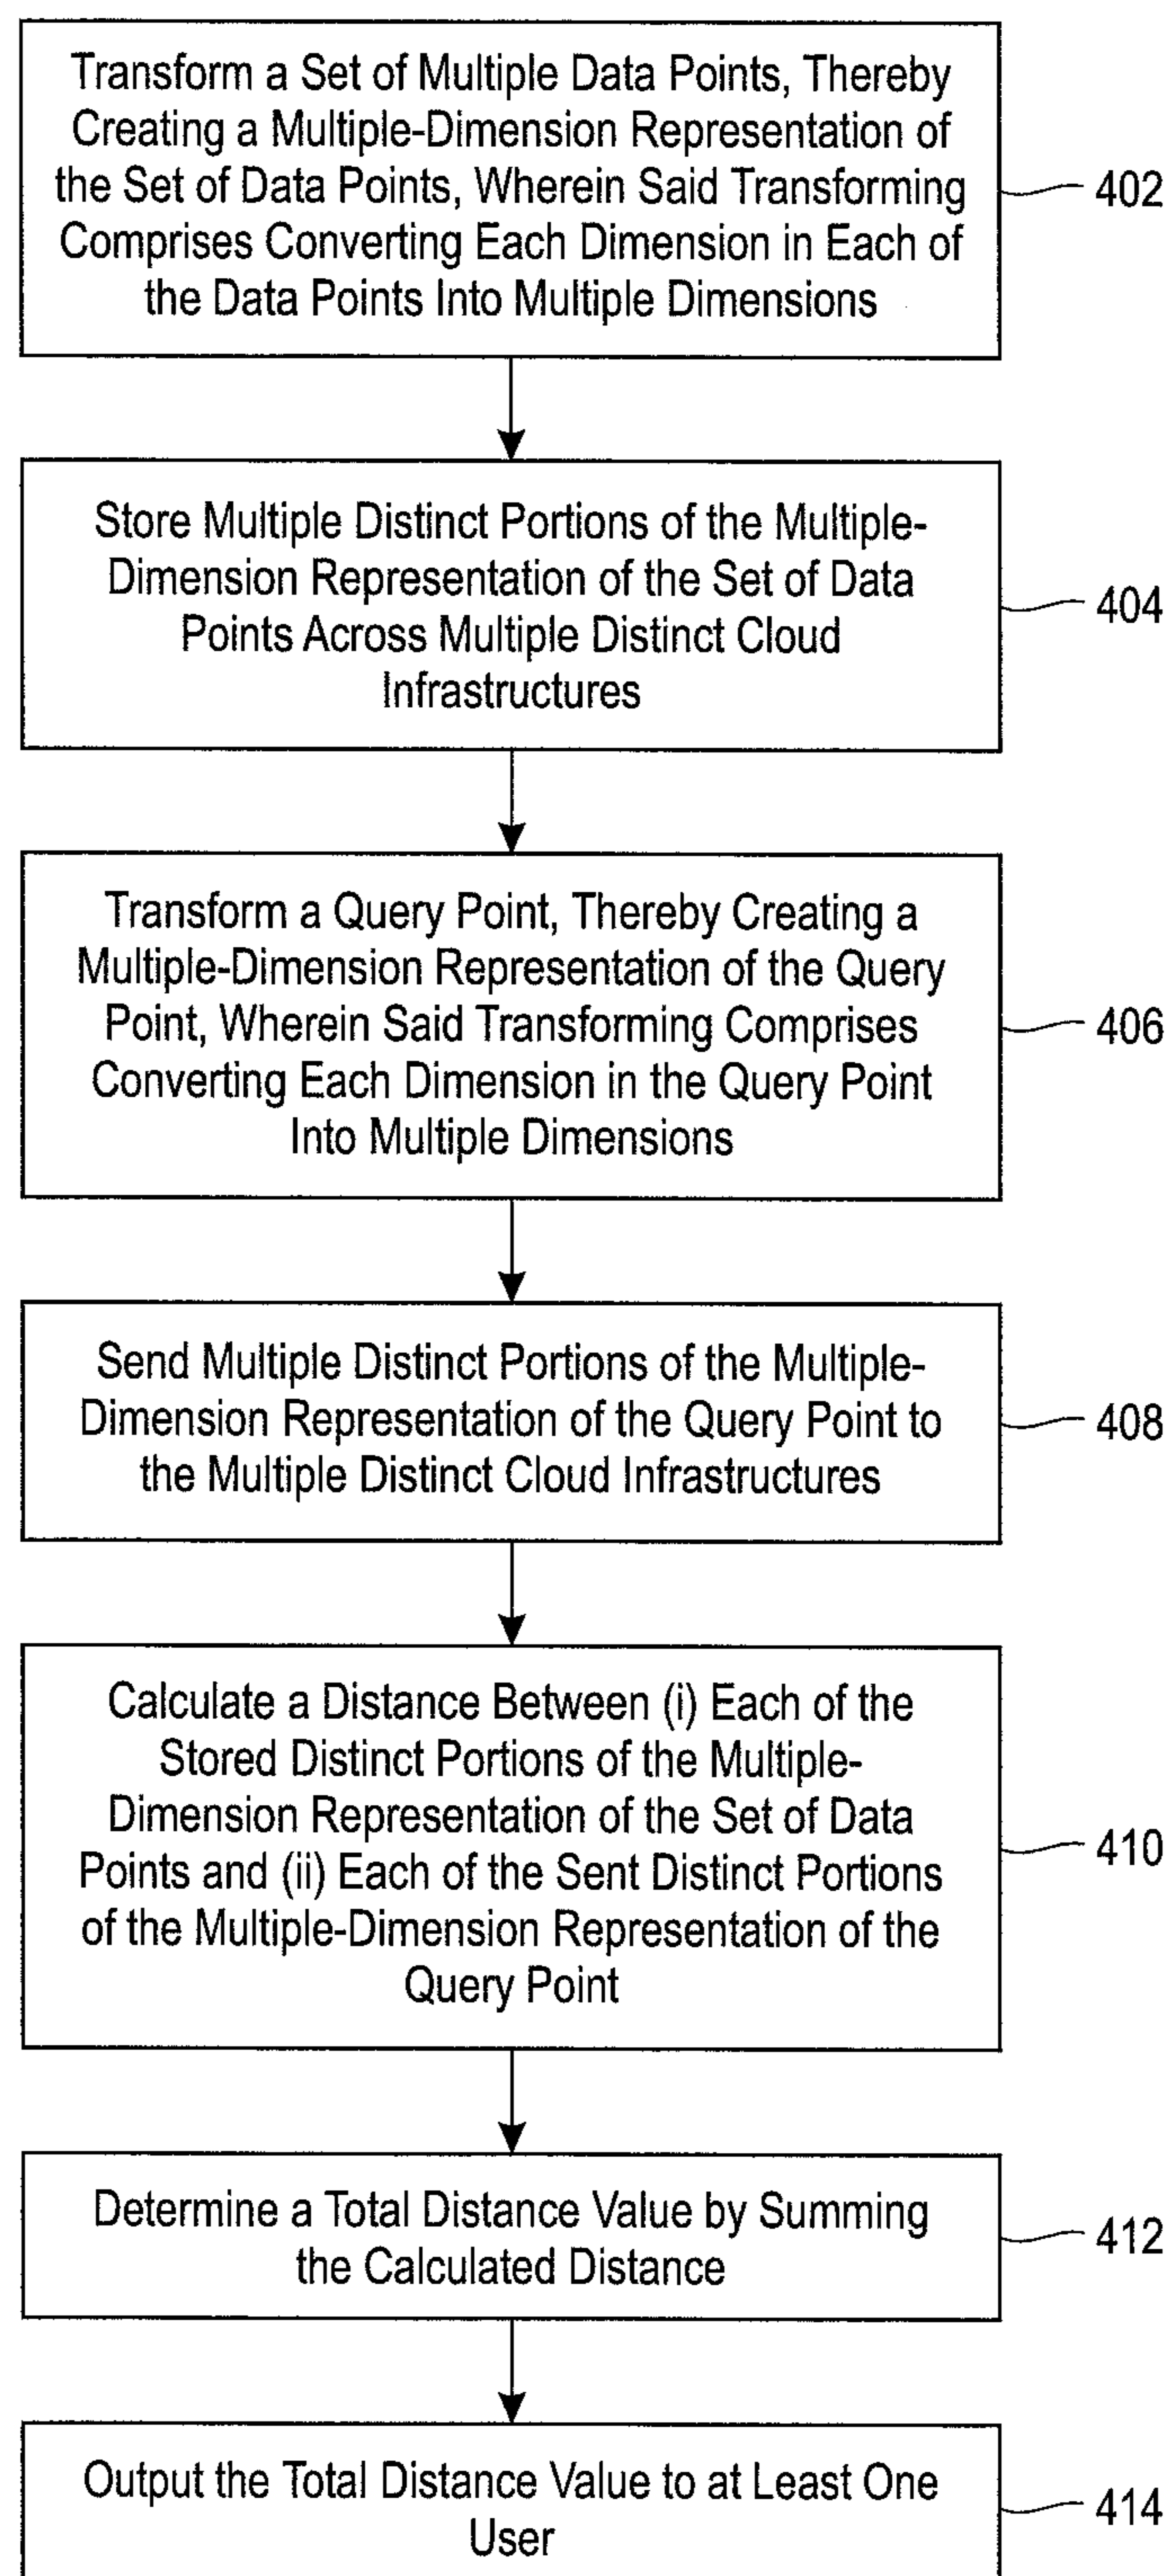 Transform a Set of Multiple Data Points, Thereby
Creating a Multiple-Dimension Representation of
the Set of Data Points, Wherein Said Transforming
Comprises Converting Each Dimension in Each of
the Data Points Into Multiple Dimensions
402
Store Multiple Distinct Portions of the Multiple-
Dimension Representation of the Set of Data
Points Across Multiple Distinct Cloud
Infrastructures
404
Transform a Query Point, Thereby Creating a
Multiple-Dimension Representation of the Query
Point, Wherein Said Transforming Comprises
Converting Each Dimension in the Query Point
Into Multiple Dimensions
406
Send Multiple Distinct Portions of the Multiple-
Dimension Representation of the Query Point to
the Multiple Distinct Cloud Infrastructures
408
Calculate a Distance Between (i) Each of the
Stored Distinct Portions of the Multiple-
Dimension Representation of the Set of Data
Points and (ii) Each of the Sent Distinct Portions
of the Multiple-Dimension Representation of the
Query Point
410
Determine a Total Distance Value by Summing
the Calculated Distance
412
Output the Total Distance Value to at Least One
User
414